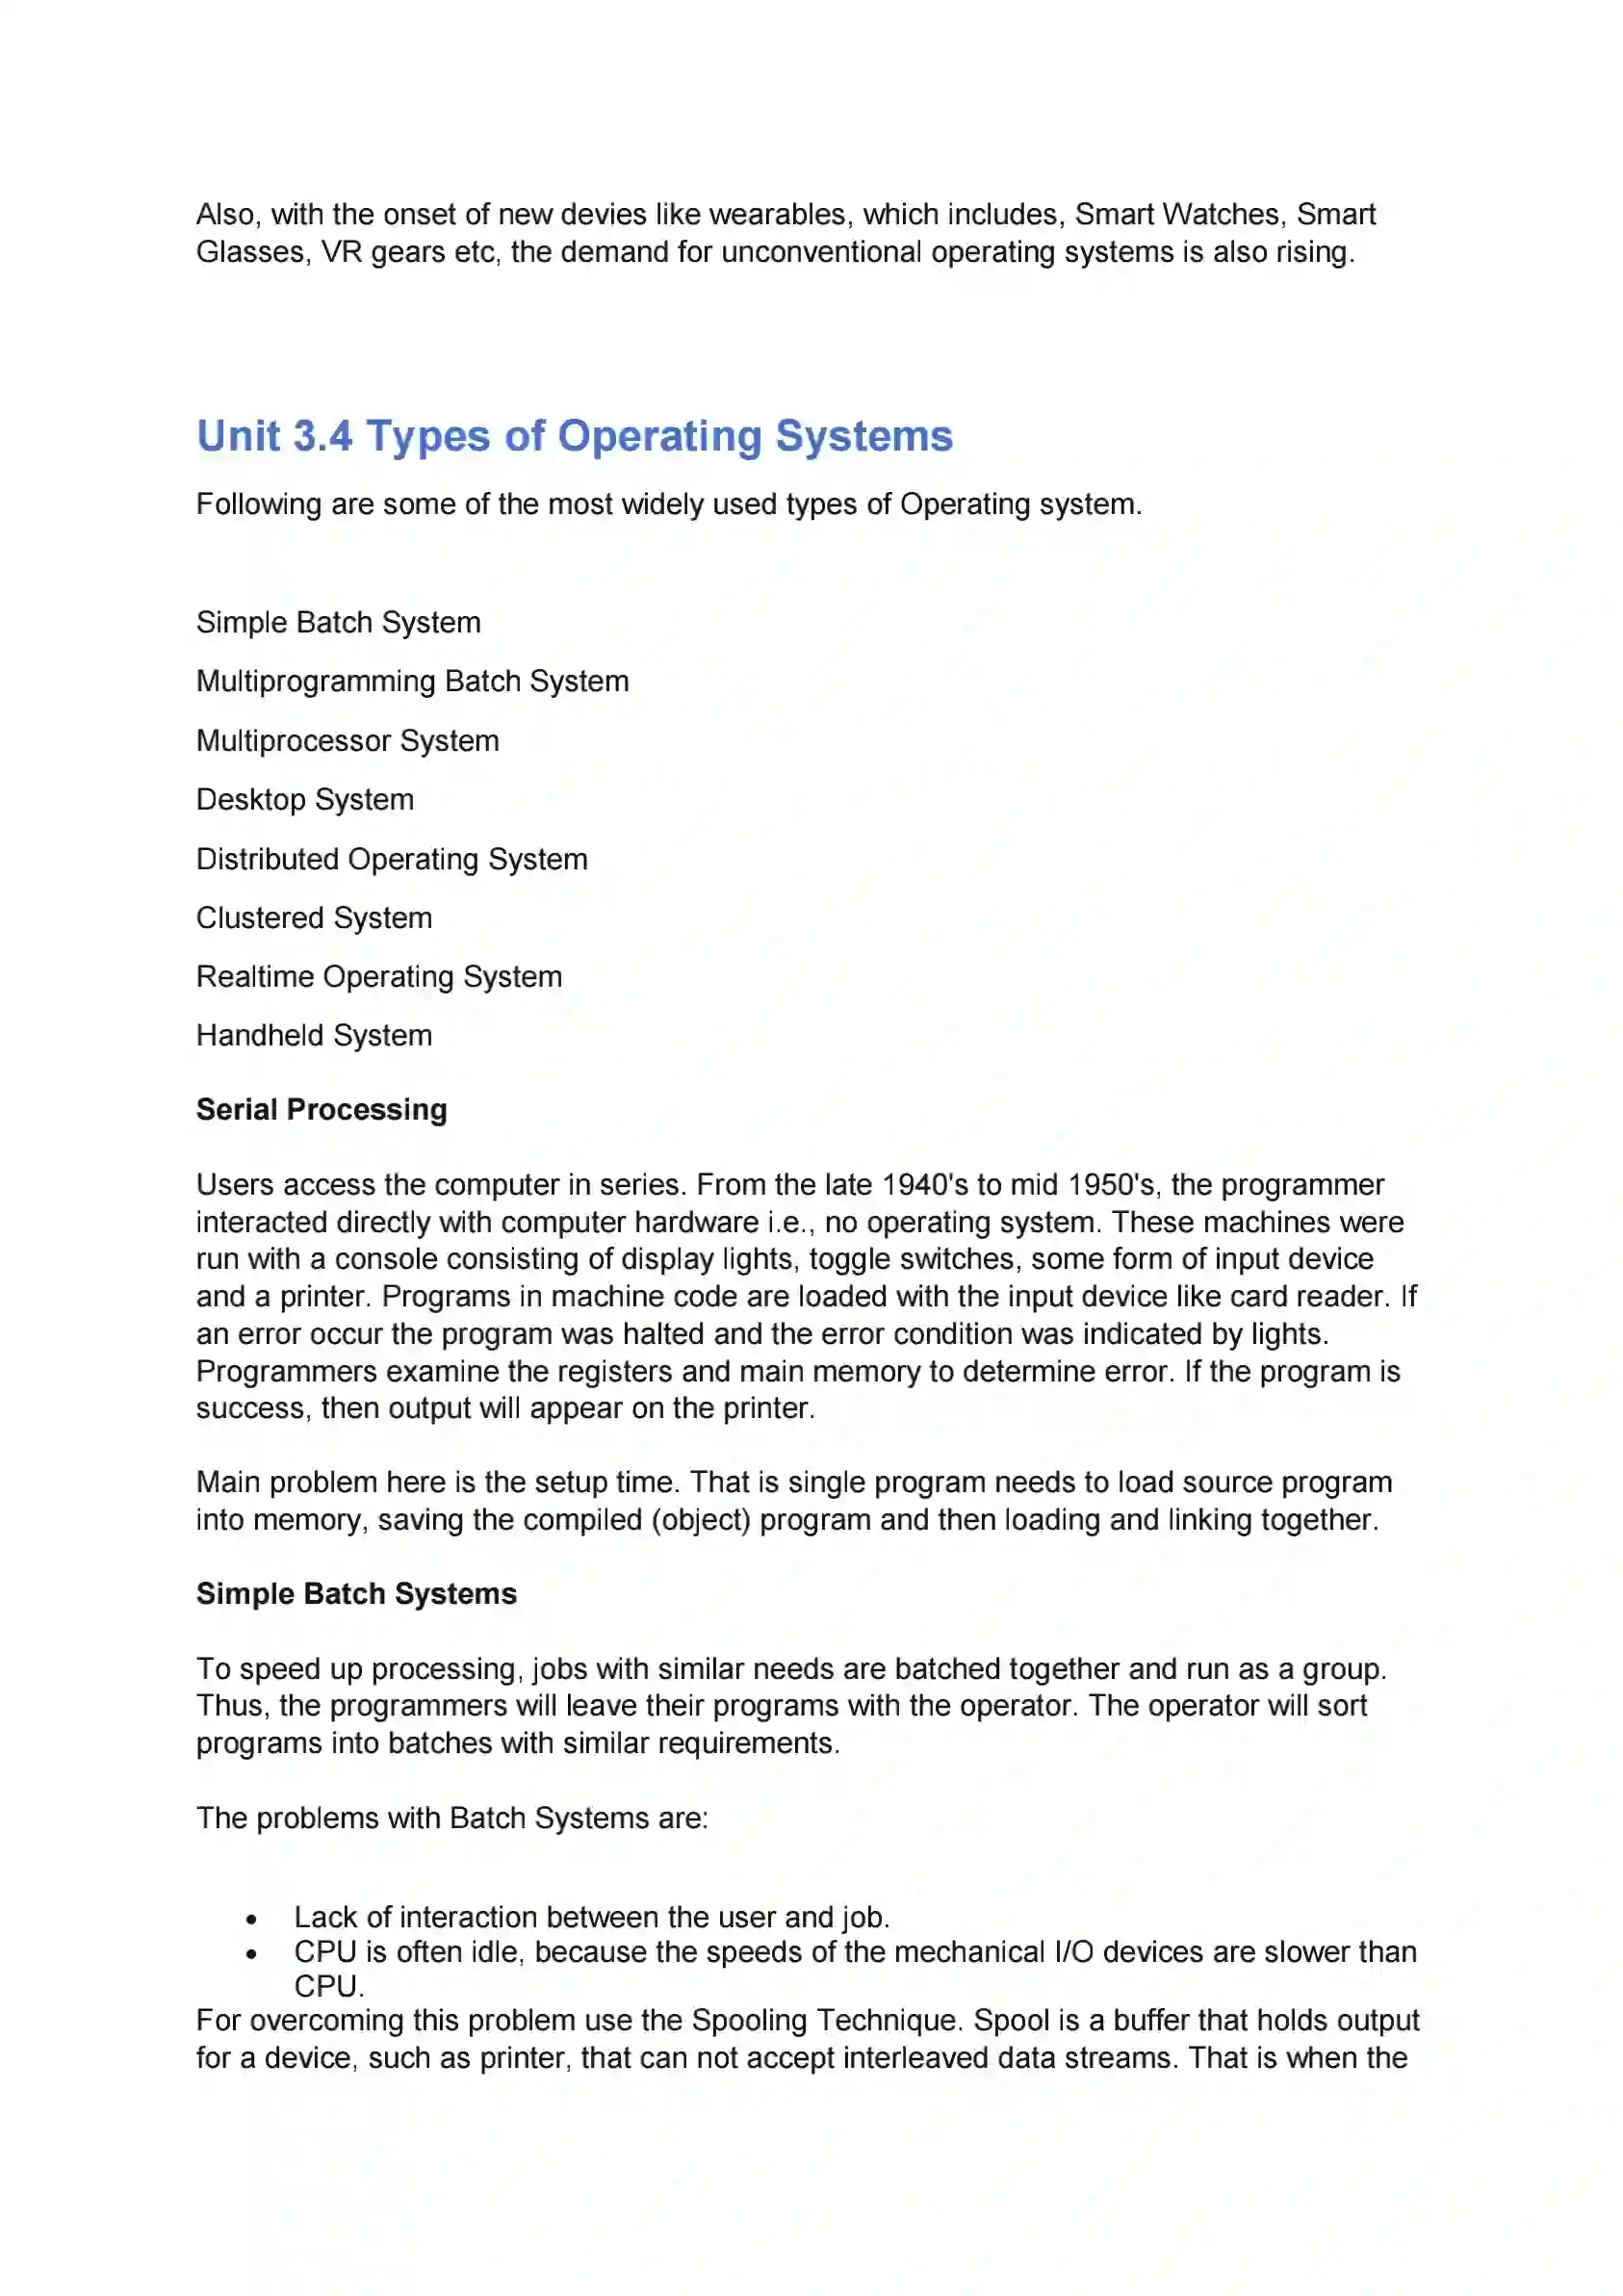 Also, with the onset of new devies like wearables, which includes, Smart Watches, Smart
Glasses, VR gears etc, the demand for unconventional operating systems is also rising.
Unit 3.4 Types of Operating Systems
Following are some of the most widely used types of Operating system.
Simple Batch System
Multiprogramming Batch System
Multiprocessor System
Desktop System
Distributed Operating System
Clustered System
Realtime Operating System
Handheld System
Serial Processing
Users access the computer in series. From the late 1940's to mid 1950's, the programmer
interacted directly with computer hardware i.e., no operating system. These machines were
run with a console consisting of display lights, toggle switches, some form of input device
and a printer. Programs in machine code are loaded with the input device like card reader. If
an error occur the program was halted and the error condition was indicated by lights.
Programmers examine the registers and main memory to determine error. If the program is
success, then output will appear on the printer.
Main problem here is the setup time. That is single program needs to load source program
into memory, saving the compiled (object) program and then loading and linking together.
Simple Batch Systems
To speed up processing, jobs with similar needs are batched together and run as a group.
Thus, the programmers will leave their programs with the operator. The operator will sort
programs into batches with similar requirements.
The problems with Batch Systems are:
• Lack of interaction between the user and job.
• CPU is often idle, because the speeds of the mechanical I/O devices are slower than
CPU.
For overcoming this problem use the Spooling Technique. Spool is a buffer that holds output
for a device, such as printer, that can not accept interleaved data streams. That is when the